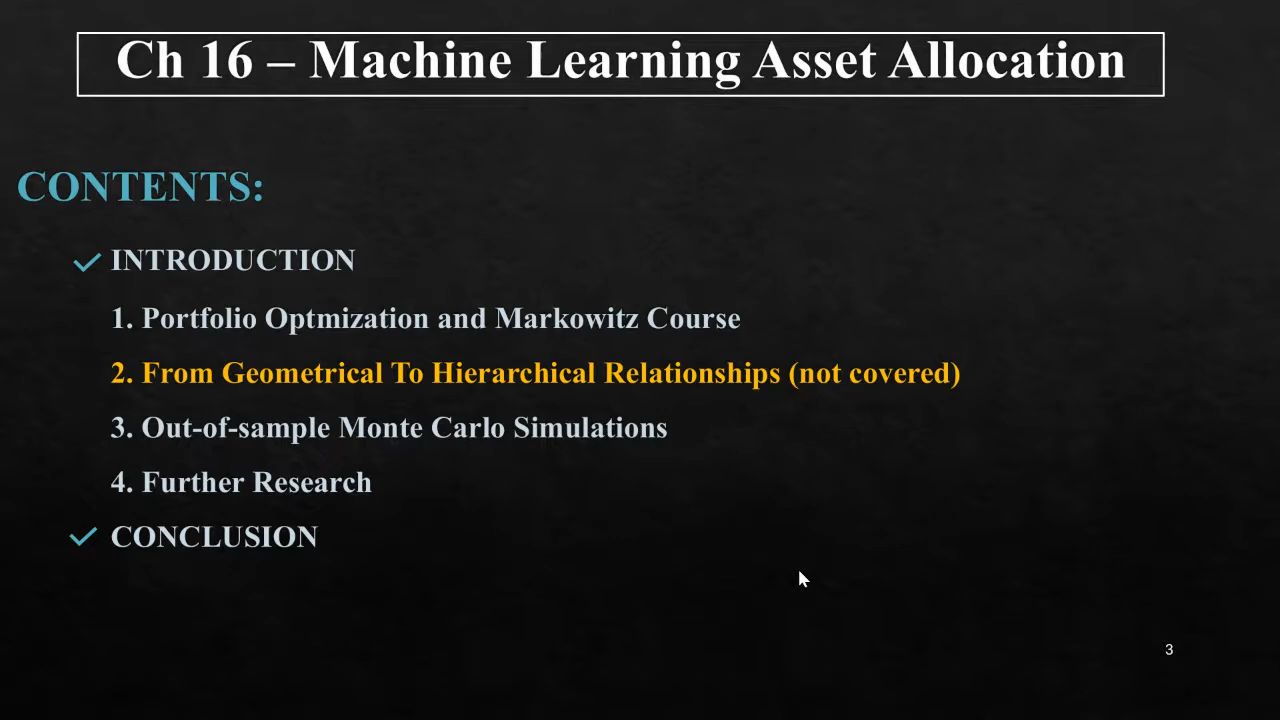 Ch 16 – Machine Learning Asset Allocation
CONTENTS:
INTRODUCTION
1. Portfolio Optmization and Markowitz Course
2. From Geometrical To Hierarchical Relationships (not covered)
3. Out-of-sample Monte Carlo Simulations
4. Further Research
CONCLUSION
3